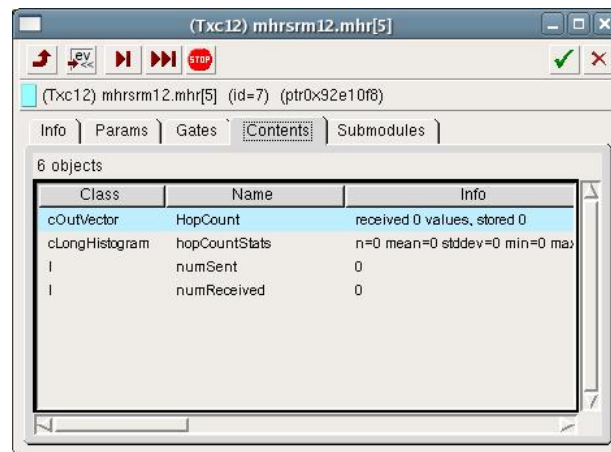 (Txc12) mhrsrm12.mhr[5]
ev
STOP
(Txc12) mhrsrm12.mhr[5] (id=7) (ptr0x92e10f8)
Info Params Gates Contents Submodules
6 objects
Class Name Info
cOutVector HopCount received 0 values, stored 0
cLongHistogram hopCountStats n=0 mean=0 stddev=0 min=0 max
l numSent 0
l numReceived 0